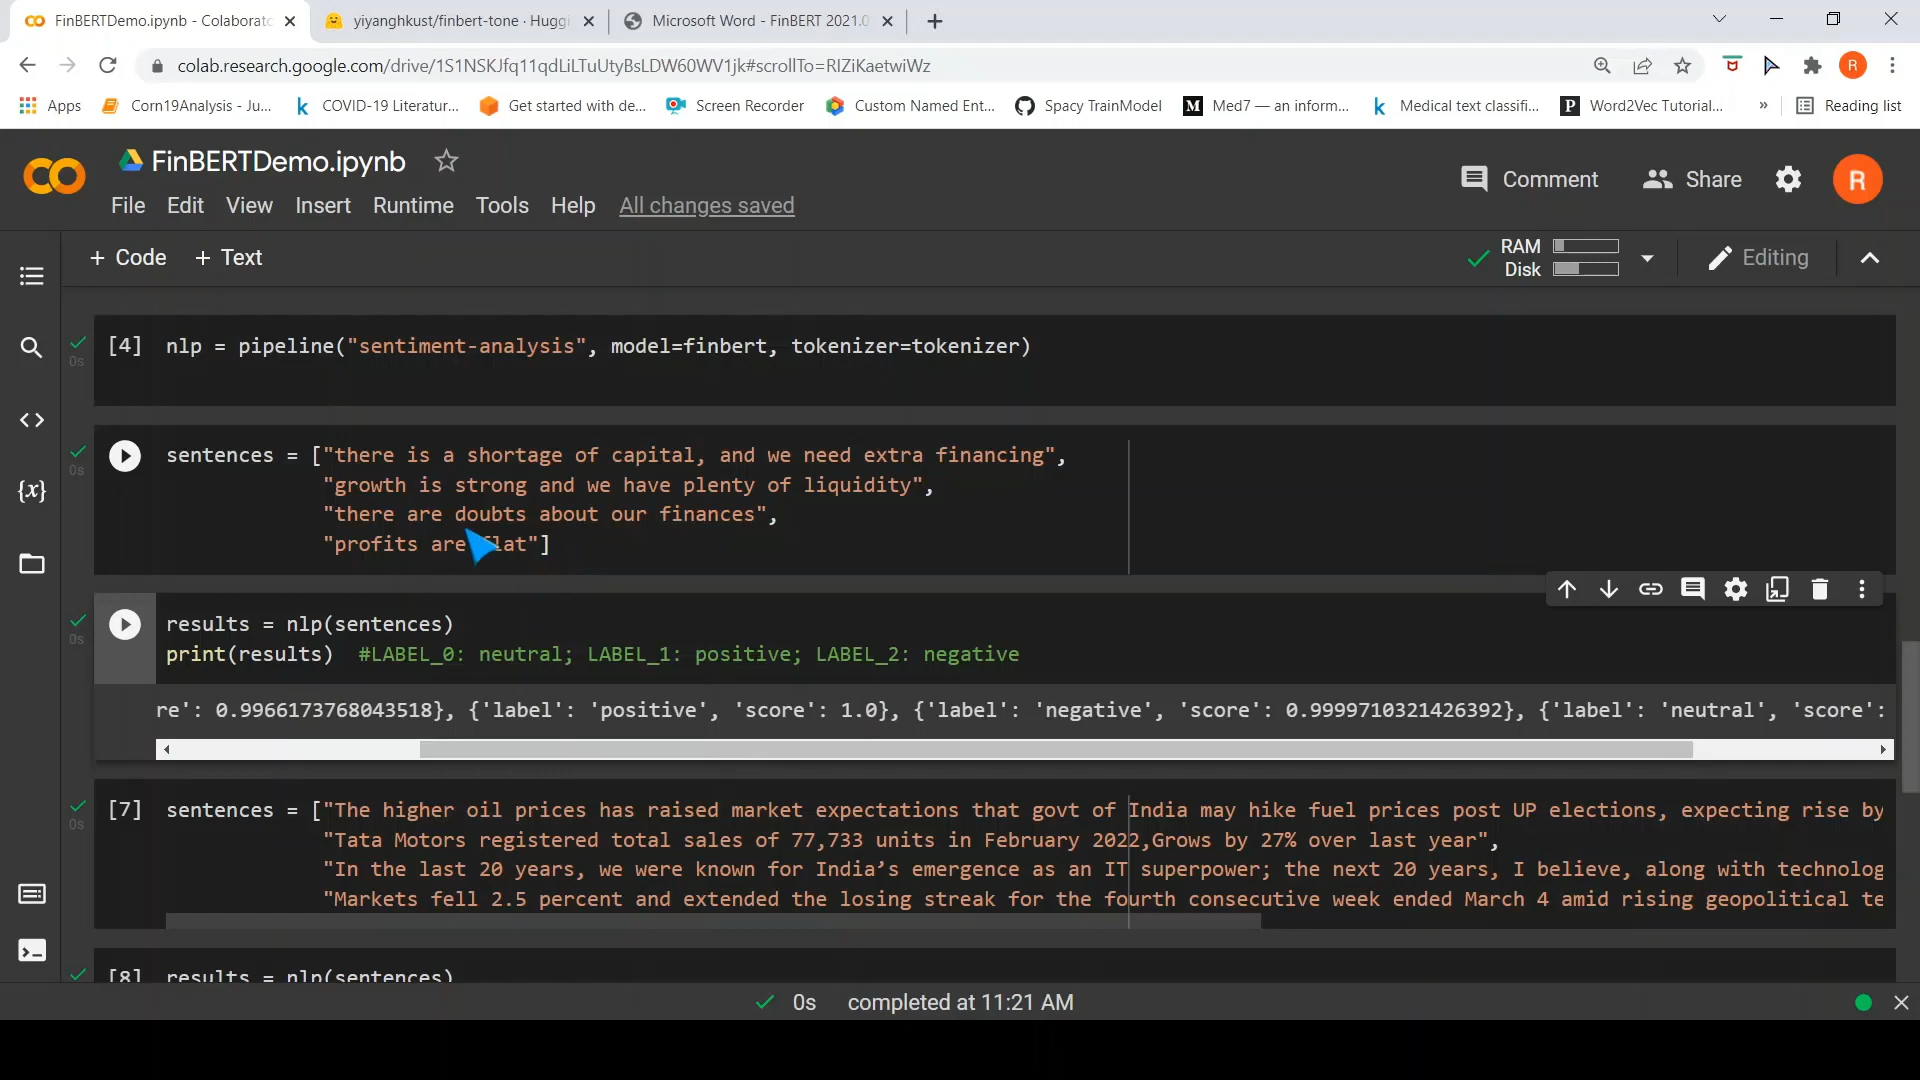 FinBERTDemo.ipynb - Colaborato
yiyanghkust/finbert-tone · Huggi
Microsoft Word - FinBERT 2021.0
colab.research.google.com/drive/1S1NSKJfq11qdLiLTuUtyBsLDW60WV1jk#scrollTo=RIZiKaetwiWz
R
Apps
Corn19Analysis - Ju...
COVID-19 Literatur...
Get started with de...
Screen Recorder
Custom Named Ent...
Spacy TrainModel
Med7 — an inform...
Medical text classifi...
Word2Vec Tutorial...
»
Reading list
FinBERTDemo.ipynb
Comment
Share
R
File Edit View Insert Runtime Tools Help All changes saved
+ Code + Text
RAM
Disk
Editing
[4] nlp = pipeline("sentiment-analysis", model=finbert, tokenizer=tokenizer)
0s
sentences = ["there is a shortage of capital, and we need extra financing",
0s
"growth is strong and we have plenty of liquidity",
"there are doubts about our finances",
"profits are flat"]
results = nlp(sentences)
0s
print(results) #LABEL_0: neutral; LABEL_1: positive; LABEL_2: negative
re': 0.9966173768043518}, {'label': 'positive', 'score': 1.0}, {'label': 'negative', 'score': 0.9999710321426392}, {'label': 'neutral', 'score':
[7] sentences = ["The higher oil prices has raised market expectations that govt of India may hike fuel prices post UP elections, expecting rise by
0s
"Tata Motors registered total sales of 77,733 units in February 2022,Grows by 27% over last year",
"In the last 20 years, we were known for India’s emergence as an IT superpower; the next 20 years, I believe, along with technolog
"Markets fell 2.5 percent and extended the losing streak for the fourth consecutive week ended March 4 amid rising geopolitical te
[8] results = nlp(sentences)
0s completed at 11:21 AM